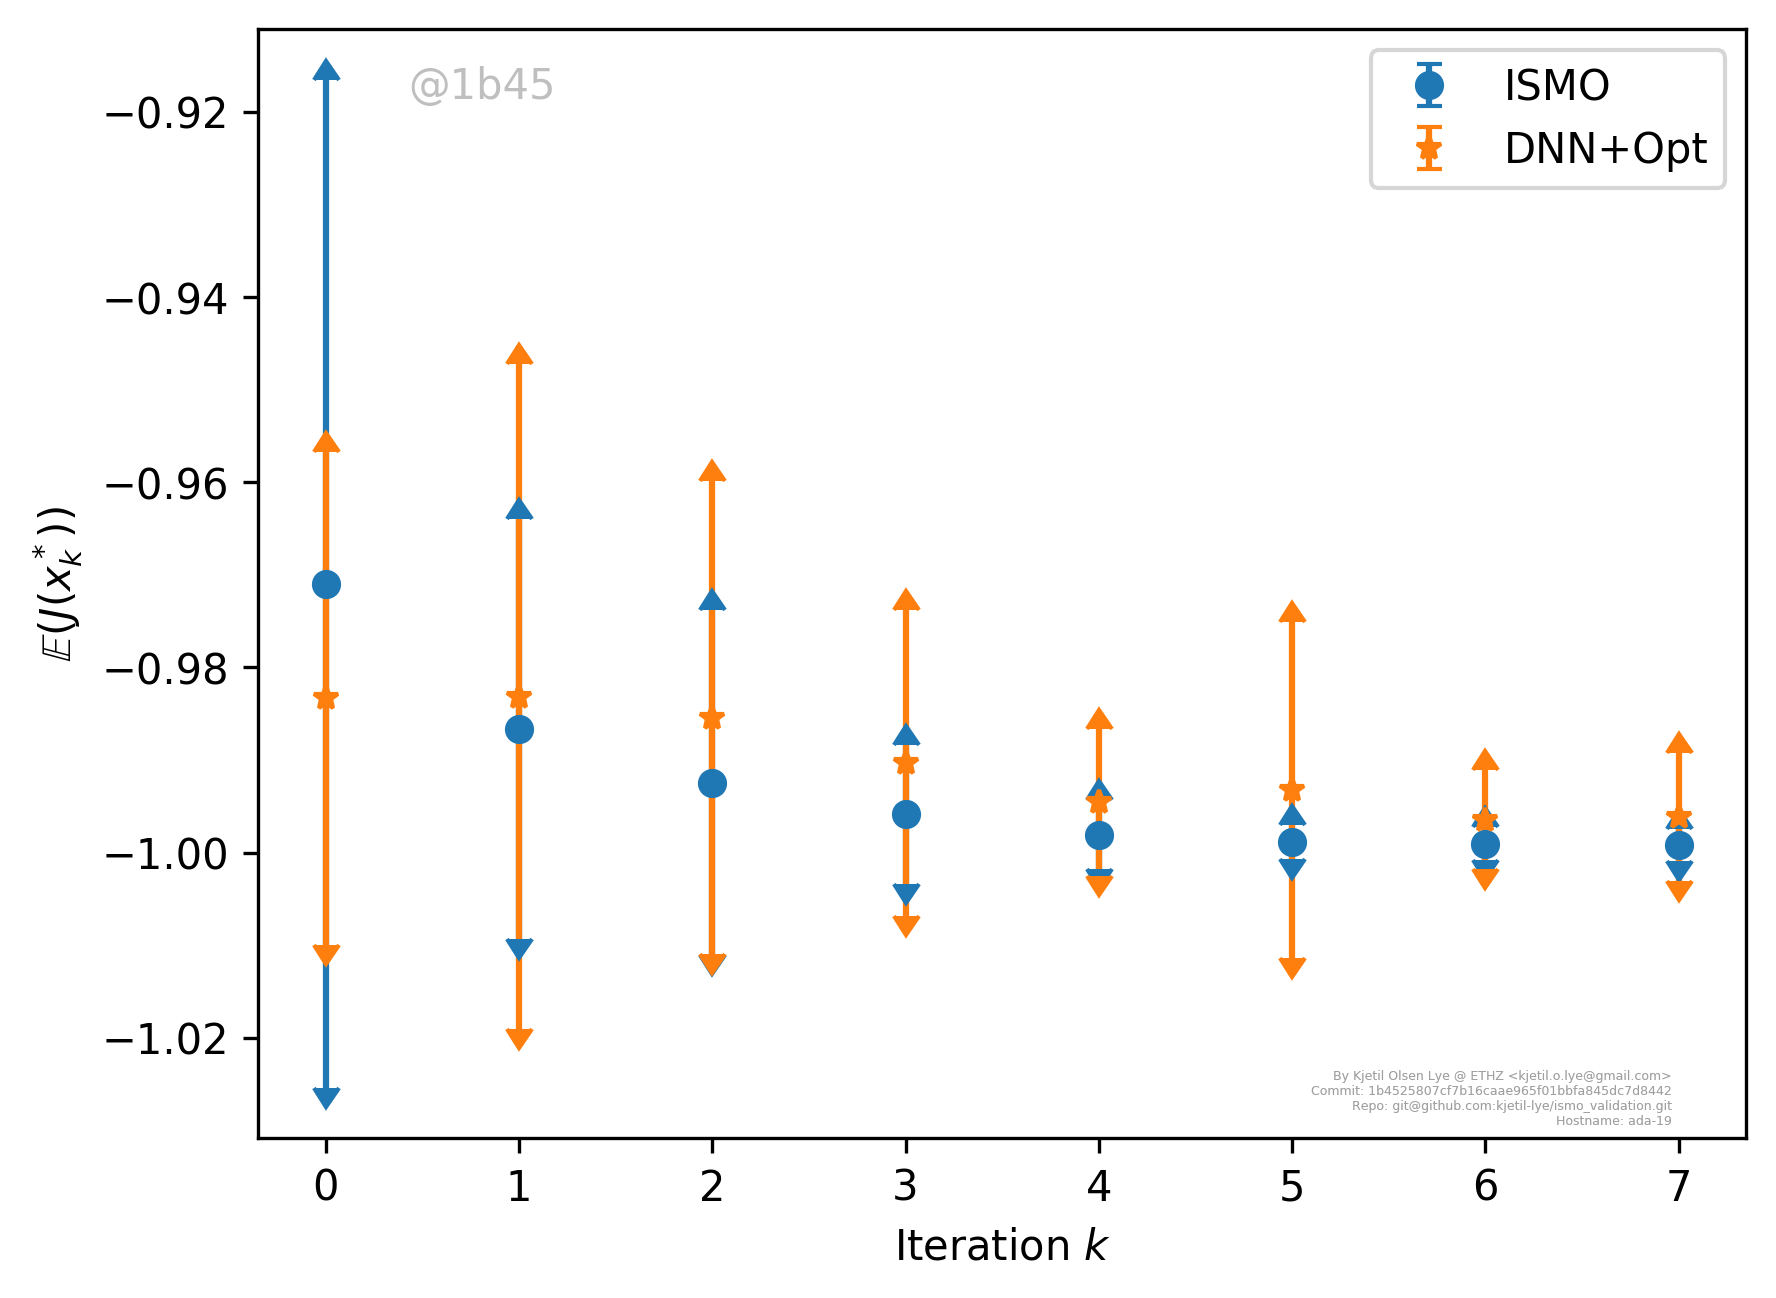 @1b45
ISMO
DNN+Opt
−0.92
−0.94
−0.96
−0.98
−1.00
−1.02
𝔼(J(x*k))
0 1 2 3 4 5 6 7
Iteration k
By Kjetil Olsen Lye @ ETHZ <kjetil.o.lye@gmail.com>
Commit: 1b4525807cf7b16caae965f01bbfa845dc7d8442
Repo: git@github.com:kjetil-lye/ismo_validation.git
Hostname: ada-19